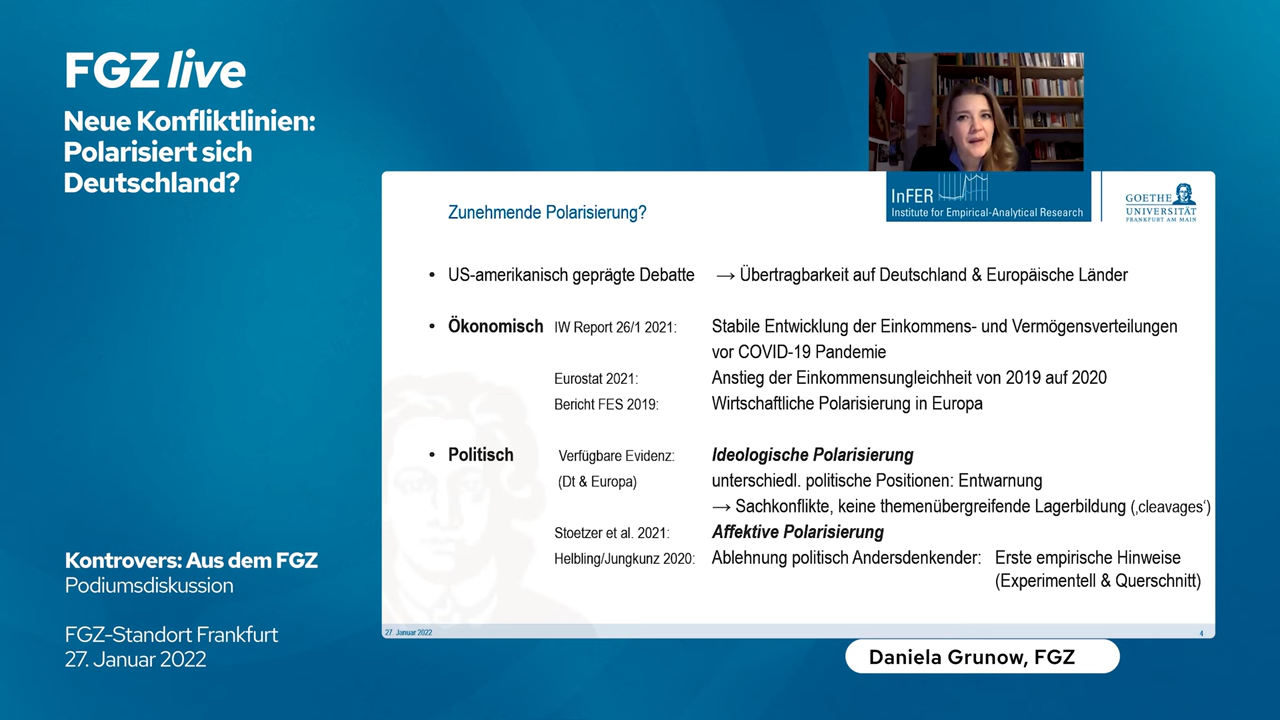 FGZ live
Neue Konfliktlinien:
Polarisiert sich
Deutschland?
InFER
Institute for Empirical-Analytical Research
GOETHE
UNIVERSITÄT
FRANKFURT AM MAIN
Zunehmende Polarisierung?
• US-amerikanisch geprägte Debatte → Übertragbarkeit auf Deutschland & Europäische Länder
• Ökonomisch IW Report 26/1 2021: Stabile Entwicklung der Einkommens- und Vermögensverteilungen
vor COVID-19 Pandemie
Eurostat 2021: Anstieg der Einkommensungleichheit von 2019 auf 2020
Bericht FES 2019: Wirtschaftliche Polarisierung in Europa
• Politisch Verfügbare Evidenz: Ideologische Polarisierung
(Dt & Europa) unterschiedl. politische Positionen: Entwarnung
→ Sachkonflikte, keine themenübergreifende Lagerbildung (‚cleavages‘)
Stoetzer et al. 2021: Affektive Polarisierung
Helbling/Jungkunz 2020: Ablehnung politisch Andersdenkender: Erste empirische Hinweise
(Experimentell & Querschnitt)
27. Januar 2022 4
Kontrovers: Aus dem FGZ
Podiumsdiskussion
FGZ-Standort Frankfurt
27. Januar 2022
Daniela Grunow, FGZ